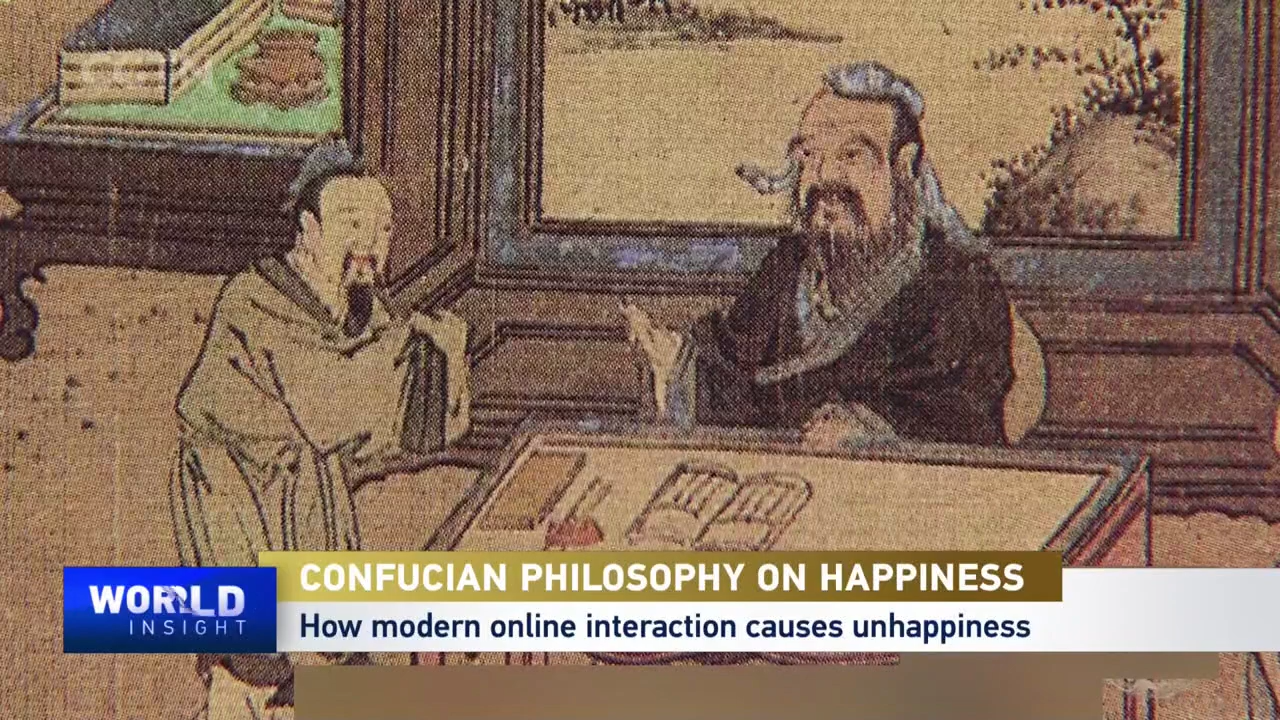 CONFUCIAN PHILOSOPHY ON HAPPINESS
WORLD
INSIGHT
How modern online interaction causes unhappiness